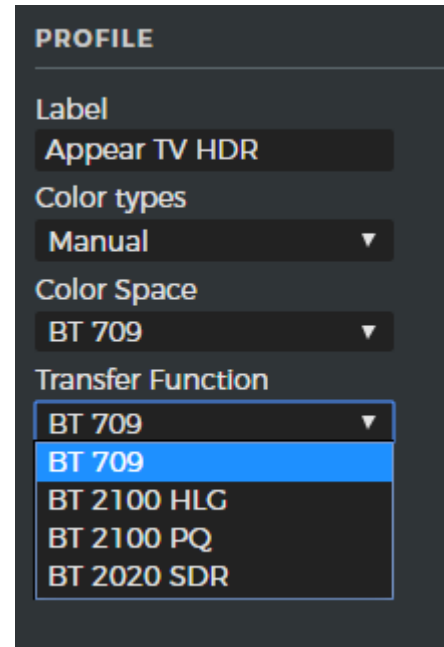 PROFILE
Label
Appear TV HDR
Color types
Manual
Color Space
BT 709
Transfer Function
BT 709
BT 709
BT 2100 HLG
BT 2100 PQ
BT 2020 SDR